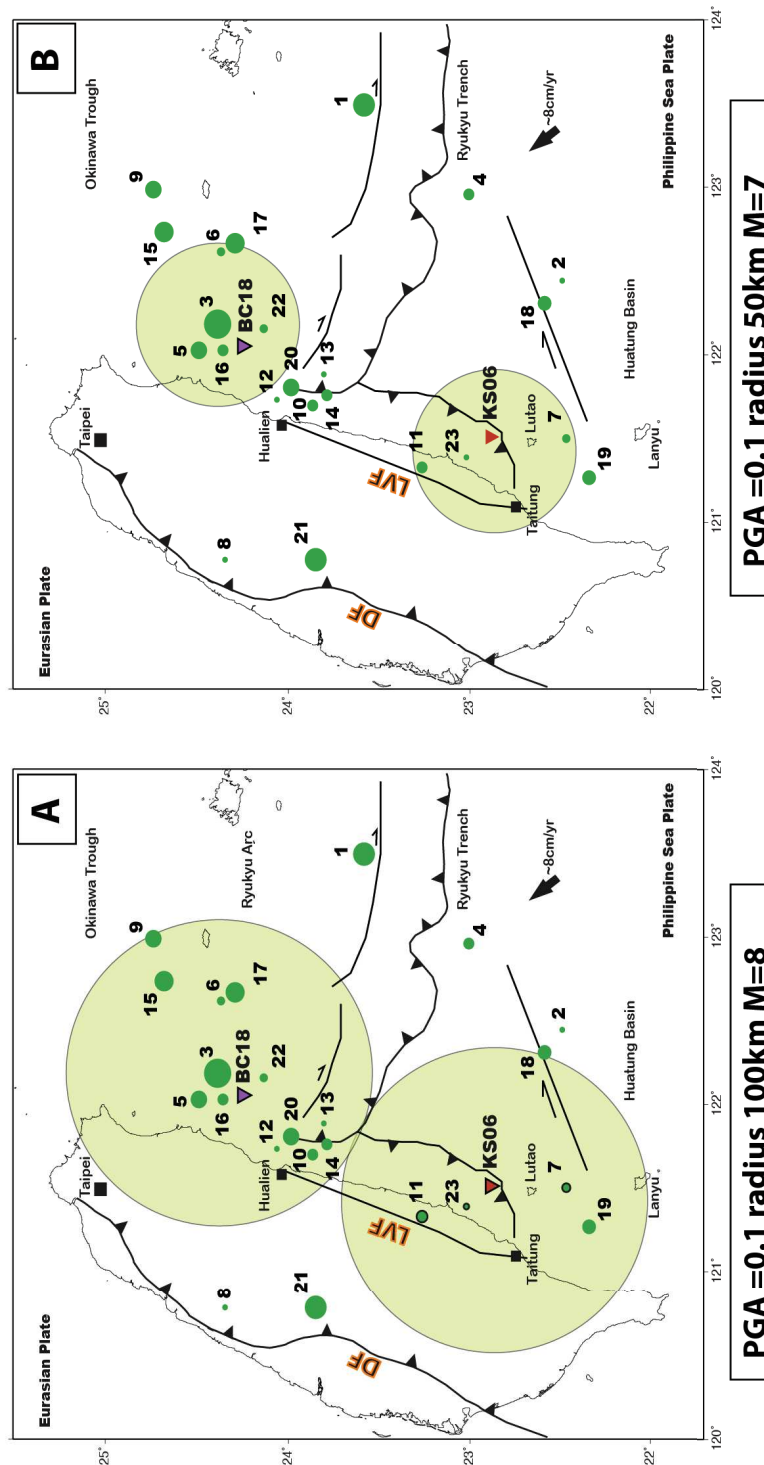 A
Eurasian Plate
Taipei
Okinawa Trough
9
15
5
3
6
16
8
BC18
17
Ryukyu Arc
22
12
Hualien
20
10
21
13
14
1
DF
LVF
11
23
KS06
Ryukyu Trench
4
Taitung
Lutao
18
7
2
~8cm/yr
19
Huatung Basin
Lanyu
Philippine Sea Plate
25°
24°
23°
22°
120°
121°
122°
123°
124°
PGA =0.1 radius 100km M=8
B
Eurasian Plate
Taipei
Okinawa Trough
9
15
5
3
6
16
8
BC18
17
22
12
Hualien
20
10
21
13
14
1
DF
LVF
11
23
KS06
Ryukyu Trench
4
Taitung
Lutao
18
7
2
~8cm/yr
19
Huatung Basin
Lanyu
Philippine Sea Plate
25°
24°
23°
22°
120°
121°
122°
123°
124°
PGA =0.1 radius 50km M=7